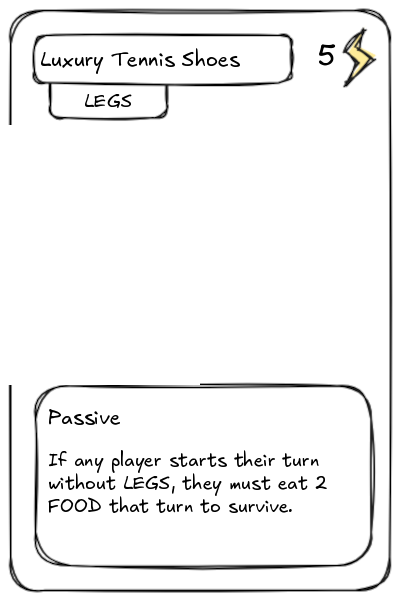 Luxury Tennis Shoes
5
LEGS
Passive
If any player starts their turn
without LEGS, they must eat 2
FOOD that turn to survive.